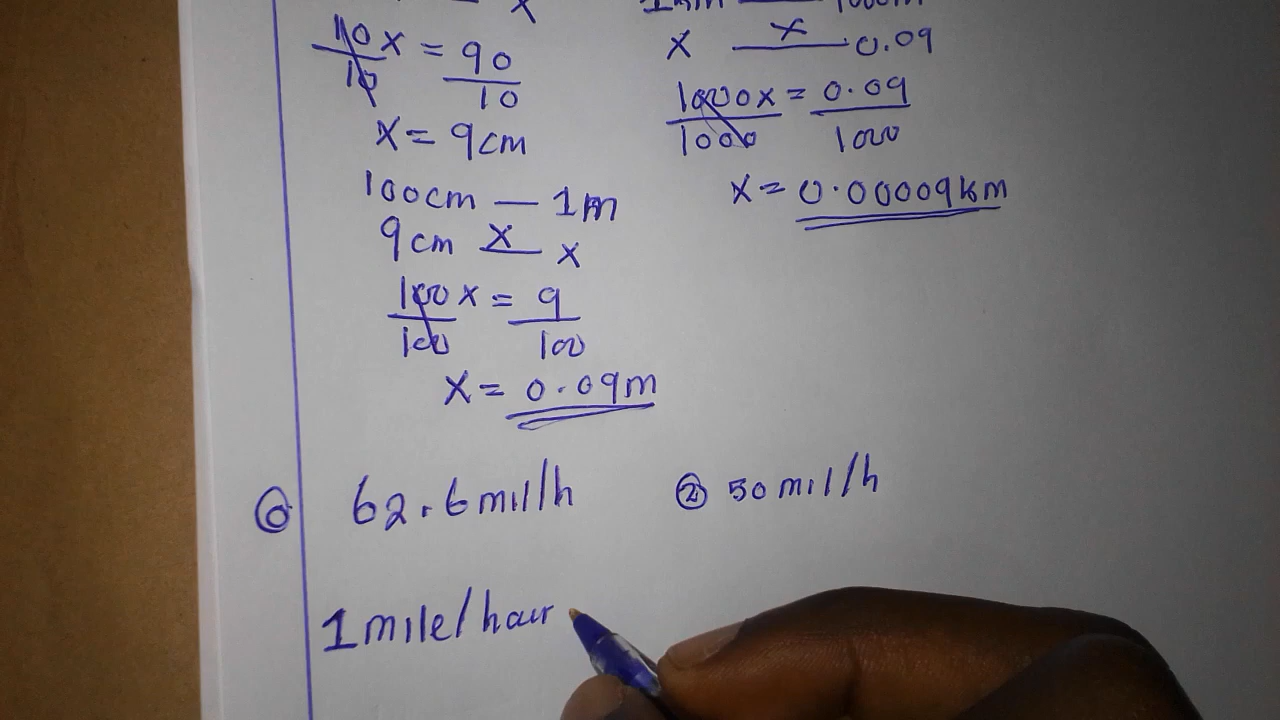 x
10x = 90
10 10
x = 9cm
100cm — 1m
9cm x x
100x = 9
100 100
x = 0.09m
x x 0.09
1000x = 0.09
1000 1000
x = 0.00009km
⑥ 62.6mil/h
② 50mil/h
1mile/hour